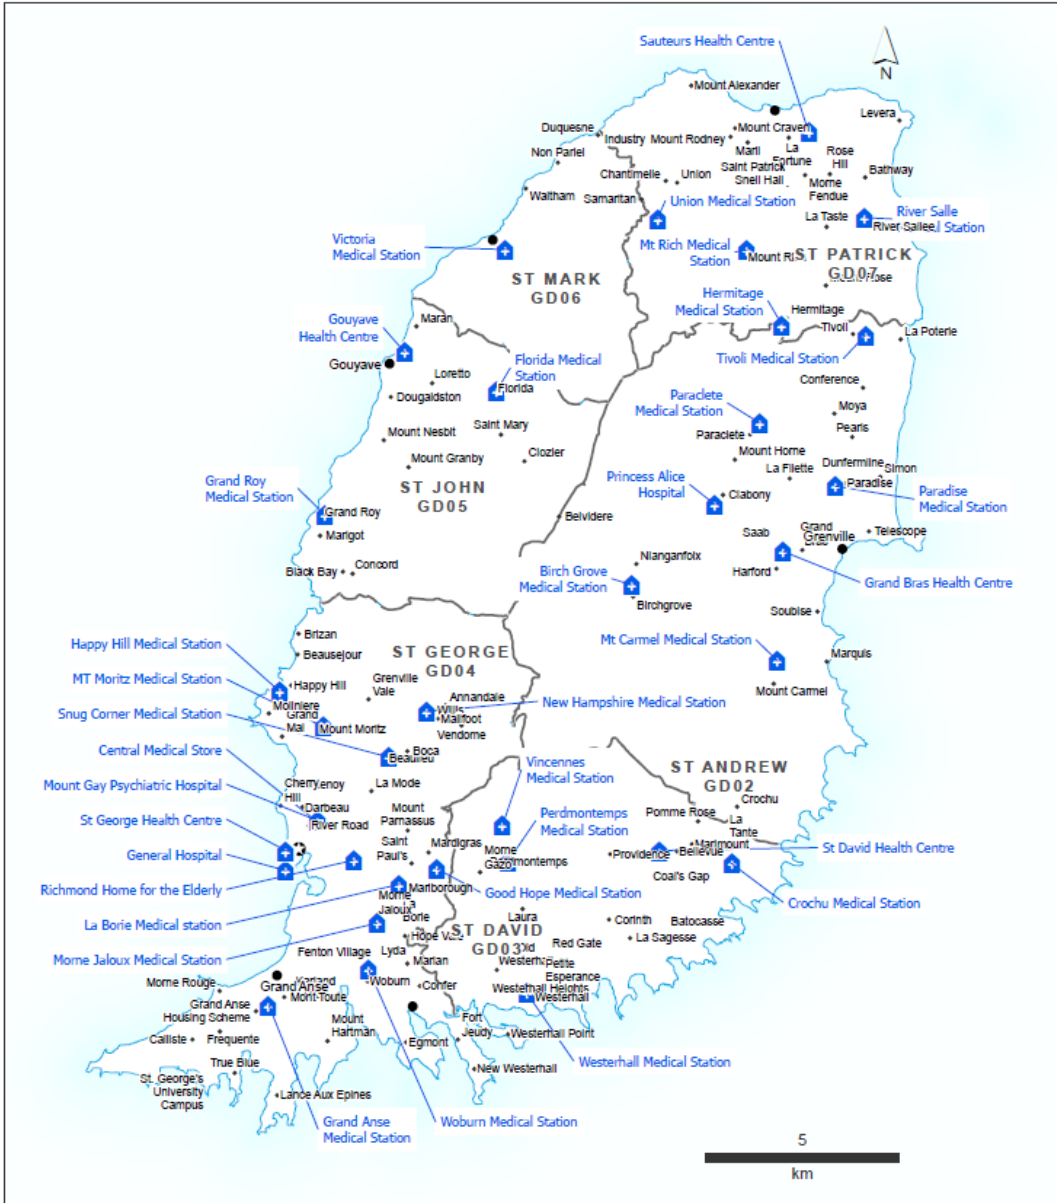 Sauteurs Health Centre
N
Mount Alexander
Levera
Duquesne
Industry
Mount Rodney
Mount Craven
Marli
La
Fortune
Rose
Hill
Non Pariel
Chantimelle
Union
Saint Patrick
Snell Hall
Morne
Fendue
Bathway
Waltham
Samaritan
Union Medical Station
La Taste
River Salle
River Sallee
Station
Victoria
Medical Station
Mt Rich Medical
Station
ST PATRICK
GD07
ST MARK
GD06
Hermitage
Medical Station
Hermitage
Tivoli
La Poterie
Tivoli Medical Station
Gouyave
Health Centre
Maran
Gouyave
Florida Medical
Station
Florida
Loretto
Dougaldston
Conference
Moya
Pearls
Paraclete
Medical Station
Paraclete
Mount Nesbit
Saint Mary
Mount Granby
Clozier
Mount Horne
La Filette
Dunfermline
Simon
Paradise
Paradise
Medical Station
Princess Alice
Hospital
Clabony
Grand Roy
Medical Station
Grand Roy
ST JOHN
GD05
Marigot
Belvidere
Saab
Grand
Grenville
Telescope
Black Bay
Concord
Nianganfoix
Harford
Grand Bras Health Centre
Birch Grove
Medical Station
Birchgrove
Soubise
Brizan
Beausejour
Happy Hill Medical Station
Happy Hill
ST GEORGE
GD04
Mt Carmel Medical Station
Marquis
Mount Carmel
MT Moritz Medical Station
Moliniere
Grand
Mal
Mount Moritz
Grenville
Vale
Annandale
Willis
Malfoot
Vendome
New Hampshire Medical Station
Snug Corner Medical Station
Boca
Beaulieu
Central Medical Store
Vincennes
Medical Station
ST ANDREW
GD02
Mount Gay Psychiatric Hospital
Cherry
Hill
La Mode
Darbeau
River Road
Mount
Parnassus
Perdmontemps
Medical Station
Pomme Rose
Crochu
La
Tante
St George Health Centre
Saint
Paul's
Mardigras
Morne
Gazo
Providence
Bellevue
Marlmount
St David Health Centre
General Hospital
Coal's Gap
Richmond Home for the Elderly
Marlborough
Good Hope Medical Station
Crochu Medical Station
La Borie Medical station
Morne
Jaloux
La
Borie
Laura
ST DAVID
GD03
Corinth
Batocasse
La Sagesse
Morne Jaloux Medical Station
Hope Vale
Red Gate
Fenton Village
Lyda
Marian
Petite
Esperance
Morne Rouge
Grand Anse
Woburn
Confer
Westerhall Heights
Westerhall
Grand Anse
Housing Scheme
Mont-Toute
Mount
Hartman
Fort
Jeudy
Westerhall Point
Calliste
Frequente
Egmont
True Blue
New Westerhall
Westerhall Medical Station
St. George's
University
Campus
Lance Aux Epines
Grand Anse
Medical Station
Woburn Medical Station
5
km